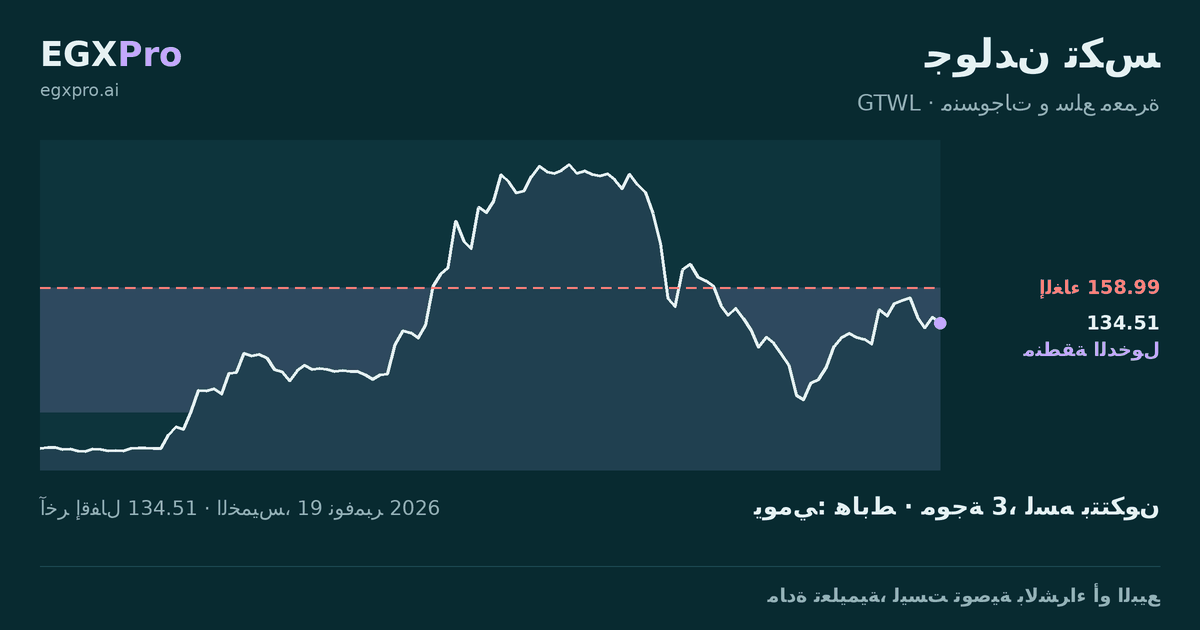 EGXPro
egxpro.ai
جولدن تكس
GTWL · منسوجات و سلع معمرة
إلغاء 158.99
134.51
منطقة الدخول
يومي: هابط · موجة 3، لسه بتتكون
آخر إقفال 134.51 · الخميس، 19 نوفمبر 2026
مادة تعليمية، ليست توصية بالشراء أو البيع